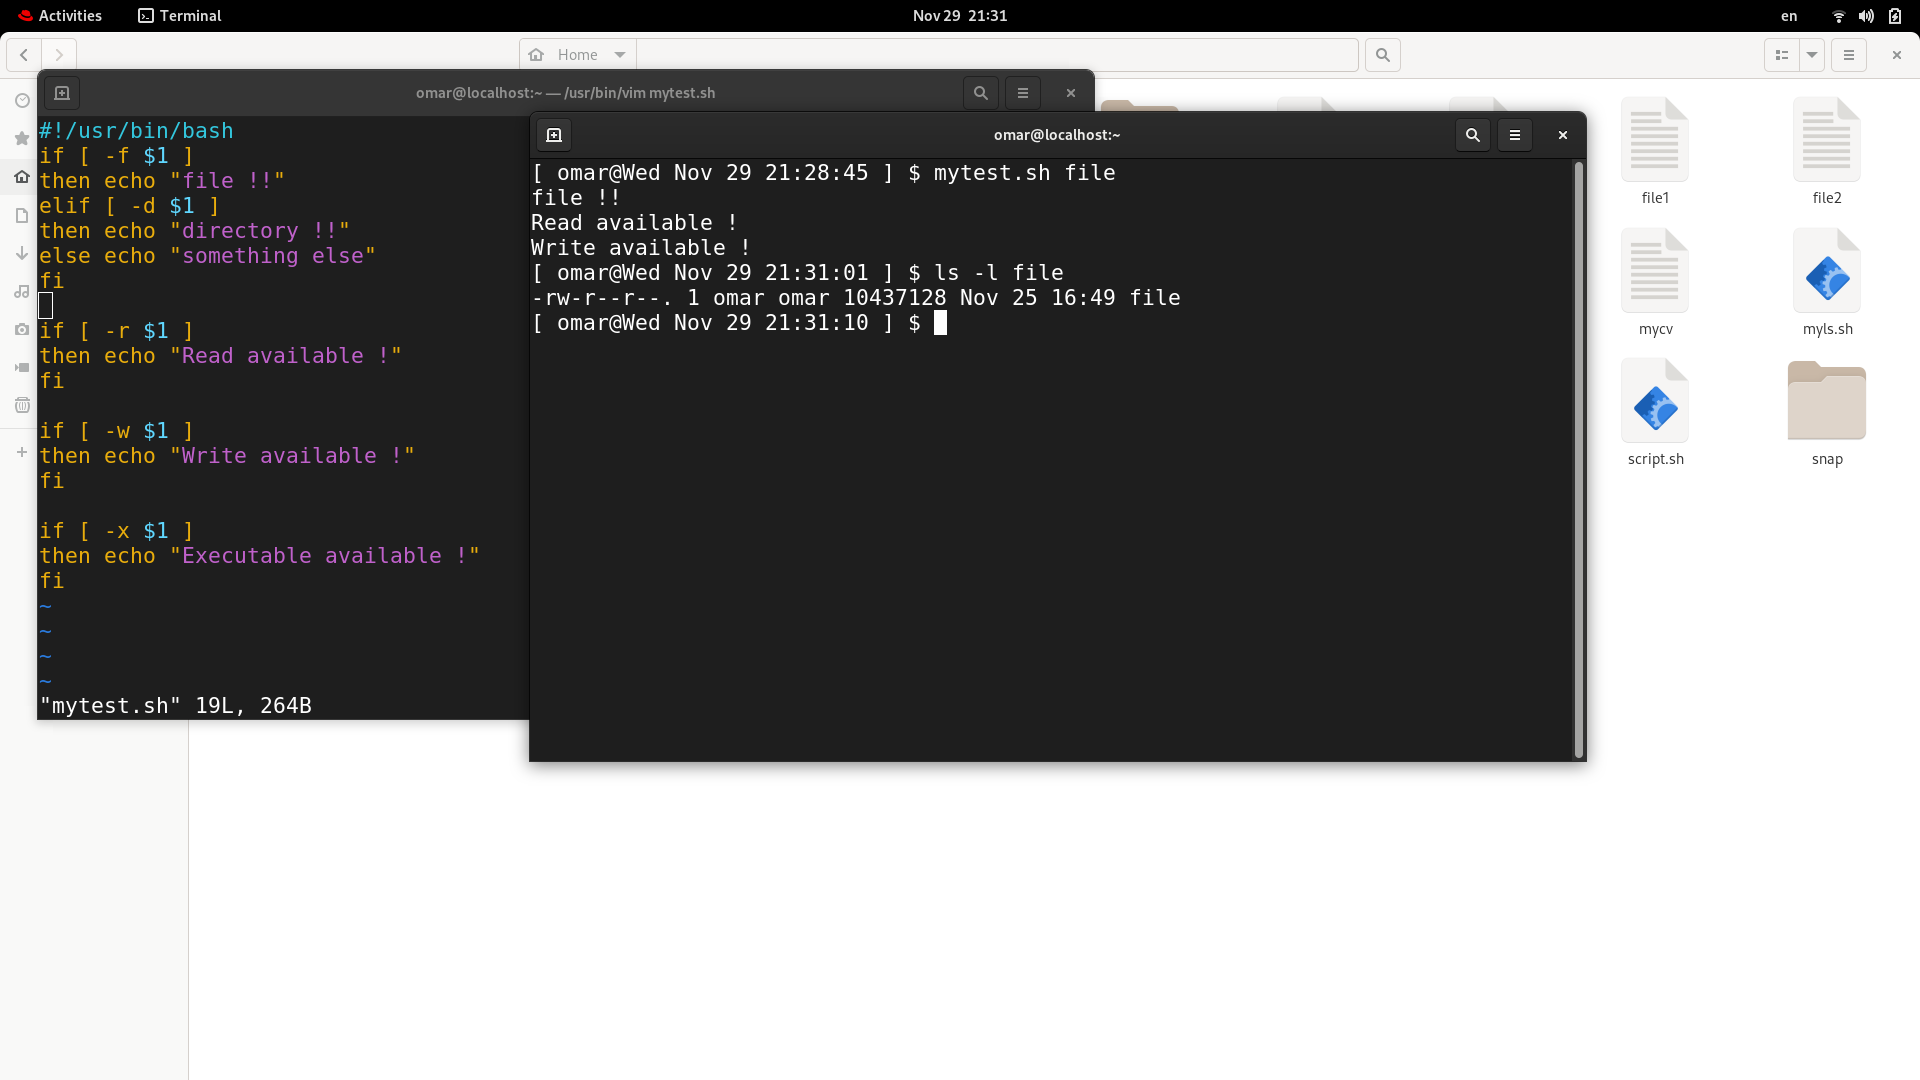 Activities
Terminal
Nov 29 21:31
en
Home
omar@localhost:~ — /usr/bin/vim mytest.sh
#!/usr/bin/bash
if [ -f $1 ]
then echo "file !!"
elif [ -d $1 ]
then echo "directory !!"
else echo "something else"
fi
if [ -r $1 ]
then echo "Read available !"
fi
if [ -w $1 ]
then echo "Write available !"
fi
if [ -x $1 ]
then echo "Executable available !"
fi
~
~
~
~
"mytest.sh" 19L, 264B
omar@localhost:~
[ omar@Wed Nov 29 21:28:45 ] $ mytest.sh file
file !!
Read available !
Write available !
[ omar@Wed Nov 29 21:31:01 ] $ ls -l file
-rw-r--r--. 1 omar omar 10437128 Nov 25 16:49 file
[ omar@Wed Nov 29 21:31:10 ] $
file1
file2
mycv
myls.sh
script.sh
snap